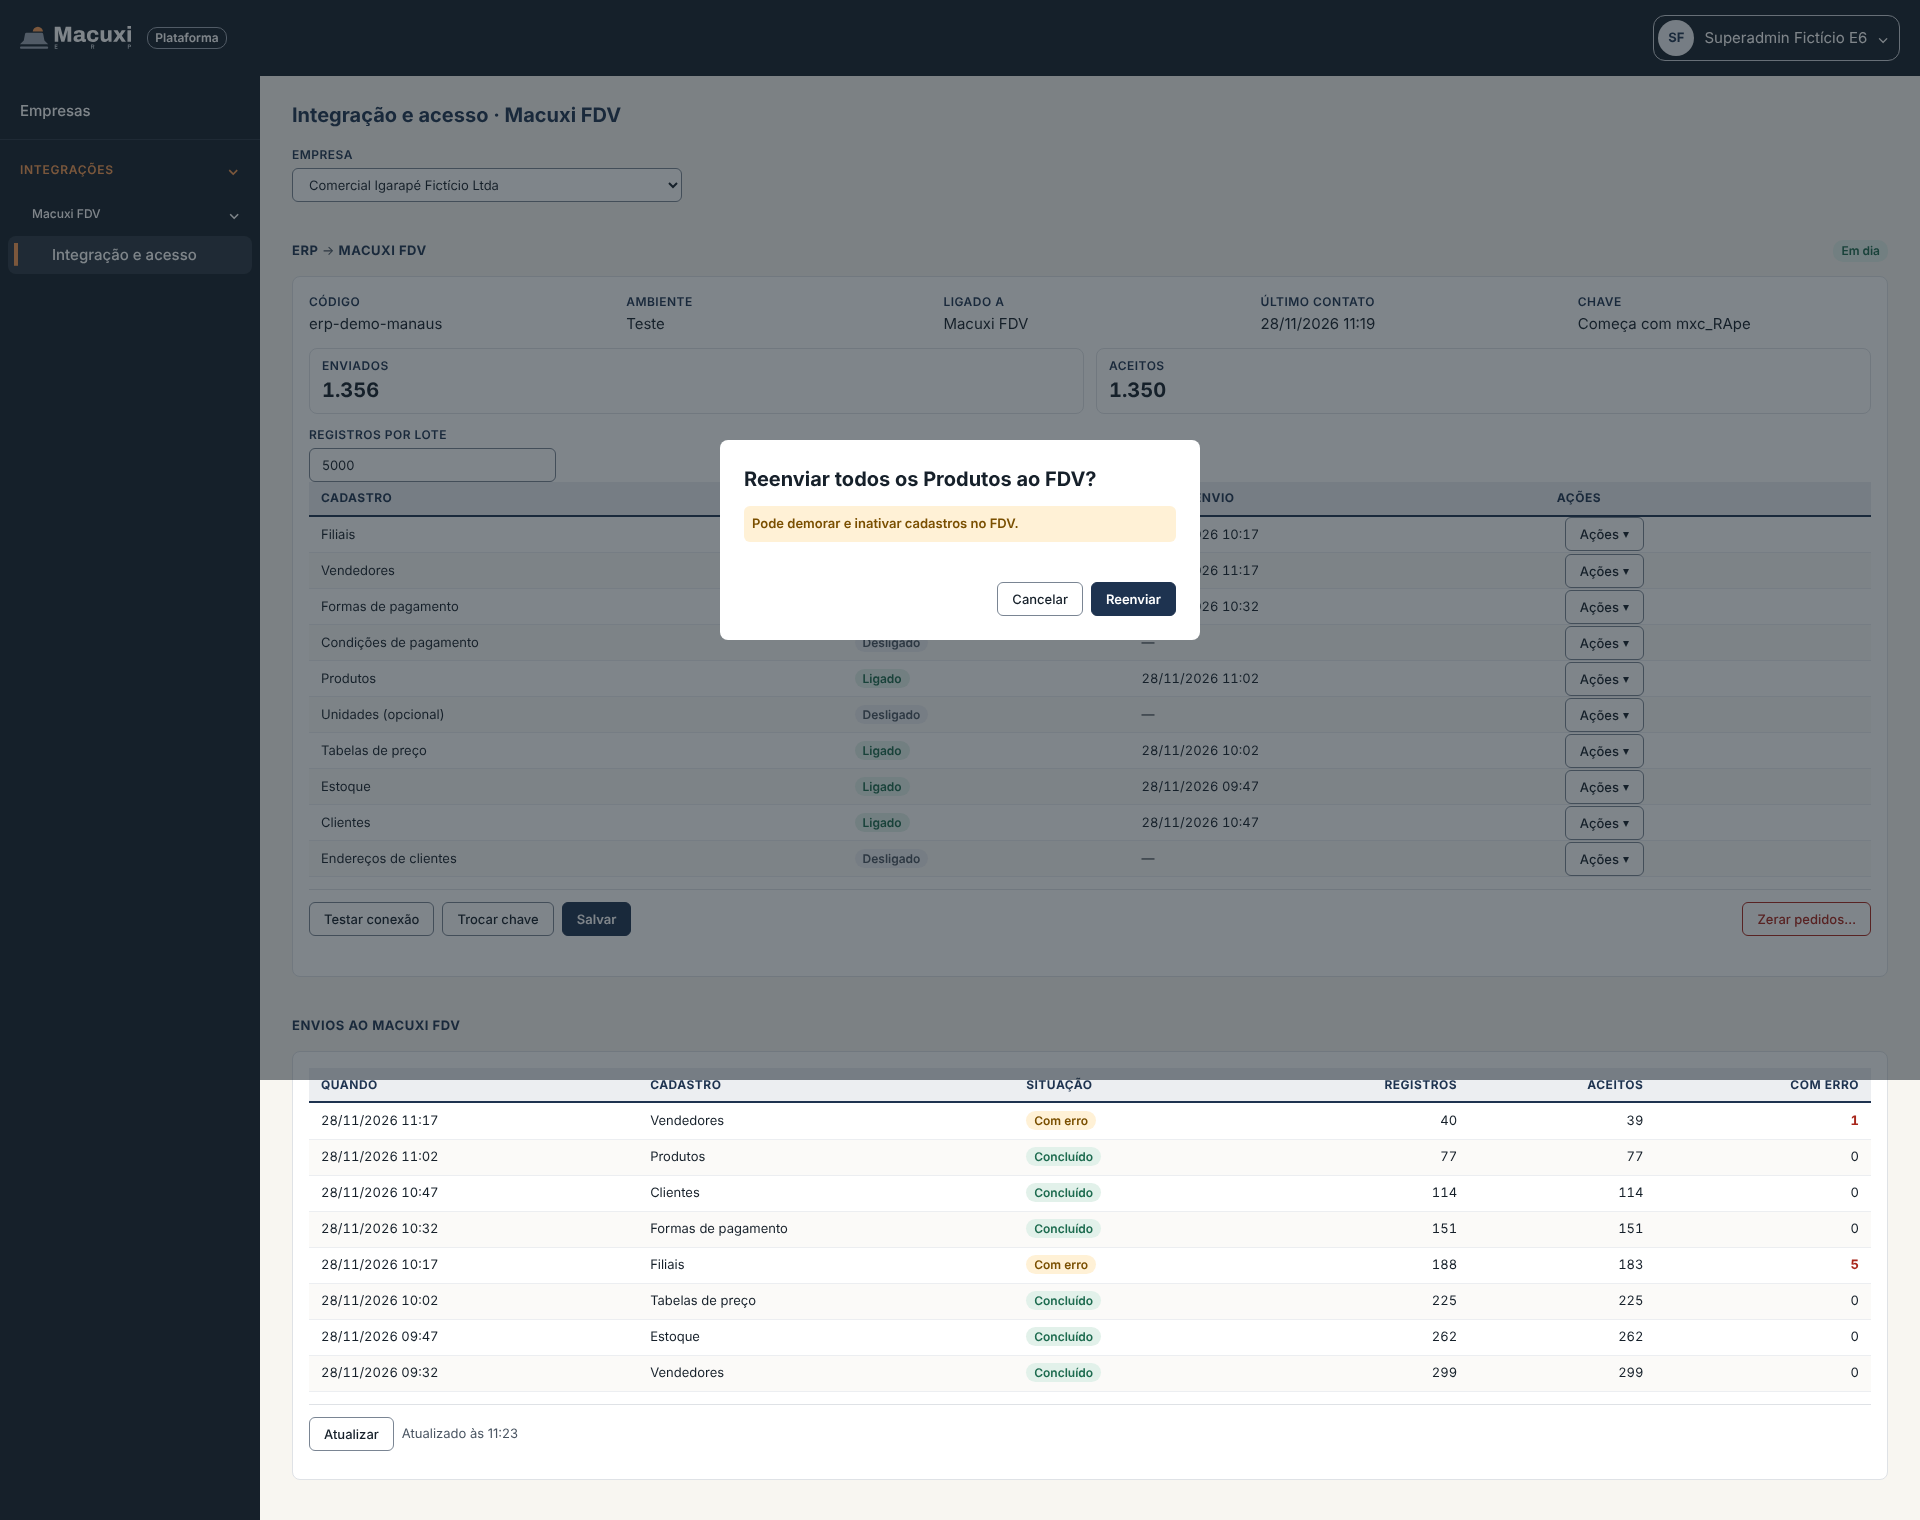 Macuxi
E R P
Plataforma
SF Superadmin Fictício E6
Empresas
INTEGRAÇÕES
Macuxi FDV
Integração e acesso
Integração e acesso · Macuxi FDV
EMPRESA
Comercial Igarapé Fictício Ltda
ERP → MACUXI FDV
Em dia
CÓDIGO AMBIENTE LIGADO A ÚLTIMO CONTATO CHAVE
erp-demo-manaus Teste Macuxi FDV 28/11/2026 11:19 Começa com mxc_RApe
ENVIADOS ACEITOS
1.356 1.350
REGISTROS POR LOTE
5000
Reenviar todos os Produtos ao FDV?
Pode demorar e inativar cadastros no FDV.
Cancelar Reenviar
CADASTRO NVIO AÇÕES
Filiais 26 10:17 Ações ▾
Vendedores 26 11:17 Ações ▾
Formas de pagamento 26 10:32 Ações ▾
Condições de pagamento Desligado — Ações ▾
Produtos Ligado 28/11/2026 11:02 Ações ▾
Unidades (opcional) Desligado — Ações ▾
Tabelas de preço Ligado 28/11/2026 10:02 Ações ▾
Estoque Ligado 28/11/2026 09:47 Ações ▾
Clientes Ligado 28/11/2026 10:47 Ações ▾
Endereços de clientes Desligado — Ações ▾
Testar conexão Trocar chave Salvar Zerar pedidos...
ENVIOS AO MACUXI FDV
QUANDO CADASTRO SITUAÇÃO REGISTROS ACEITOS COM ERRO
28/11/2026 11:17 Vendedores Com erro 40 39 1
28/11/2026 11:02 Produtos Concluído 77 77 0
28/11/2026 10:47 Clientes Concluído 114 114 0
28/11/2026 10:32 Formas de pagamento Concluído 151 151 0
28/11/2026 10:17 Filiais Com erro 188 183 5
28/11/2026 10:02 Tabelas de preço Concluído 225 225 0
28/11/2026 09:47 Estoque Concluído 262 262 0
28/11/2026 09:32 Vendedores Concluído 299 299 0
Atualizar Atualizado às 11:23